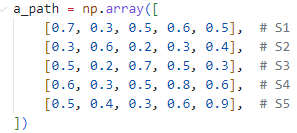 a_path = np.array([
    [0.7, 0.3, 0.5, 0.6, 0.5],  # S1
    [0.3, 0.6, 0.2, 0.3, 0.4],  # S2
    [0.5, 0.2, 0.7, 0.5, 0.3],  # S3
    [0.6, 0.3, 0.5, 0.8, 0.6],  # S4
    [0.5, 0.4, 0.3, 0.6, 0.9],  # S5
])